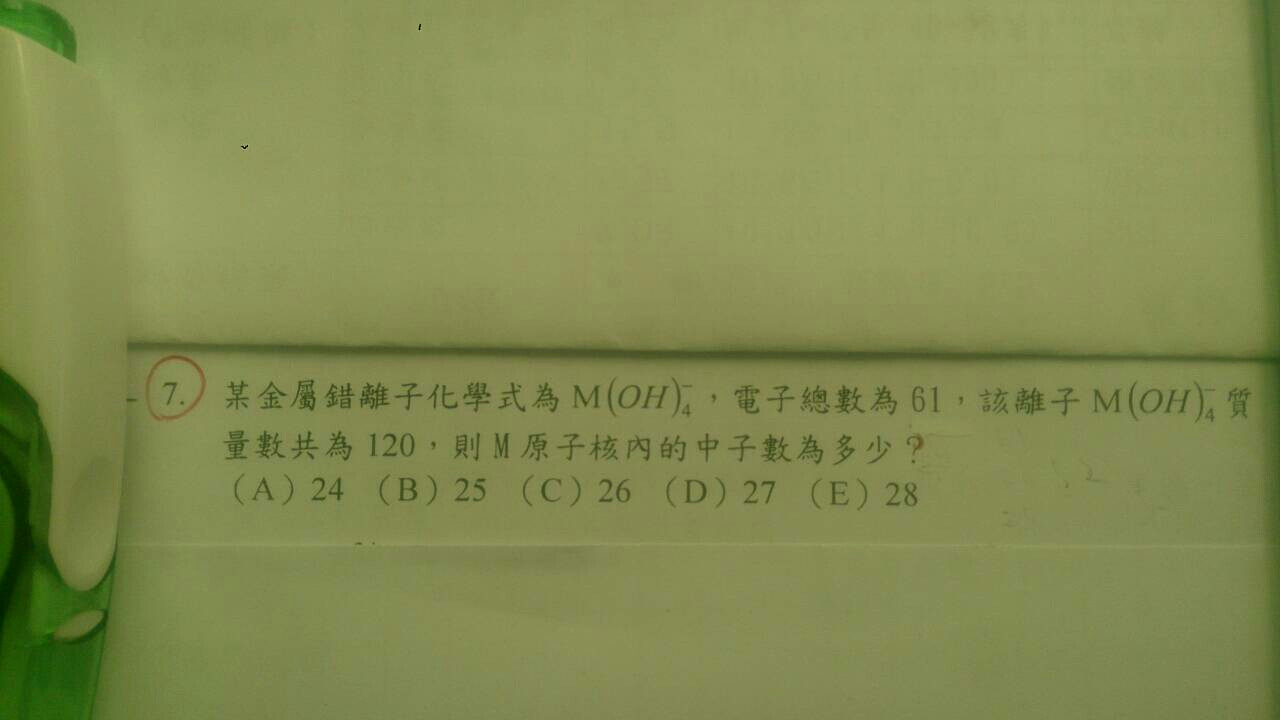 7. 某金屬錯離子化學式為 M(OH)₄⁻，電子總數為 61，該離子 M(OH)₄⁻ 質
量數共為 120，則 M 原子核內的中子數為多少？
（A）24 （B）25 （C）26 （D）27 （E）28